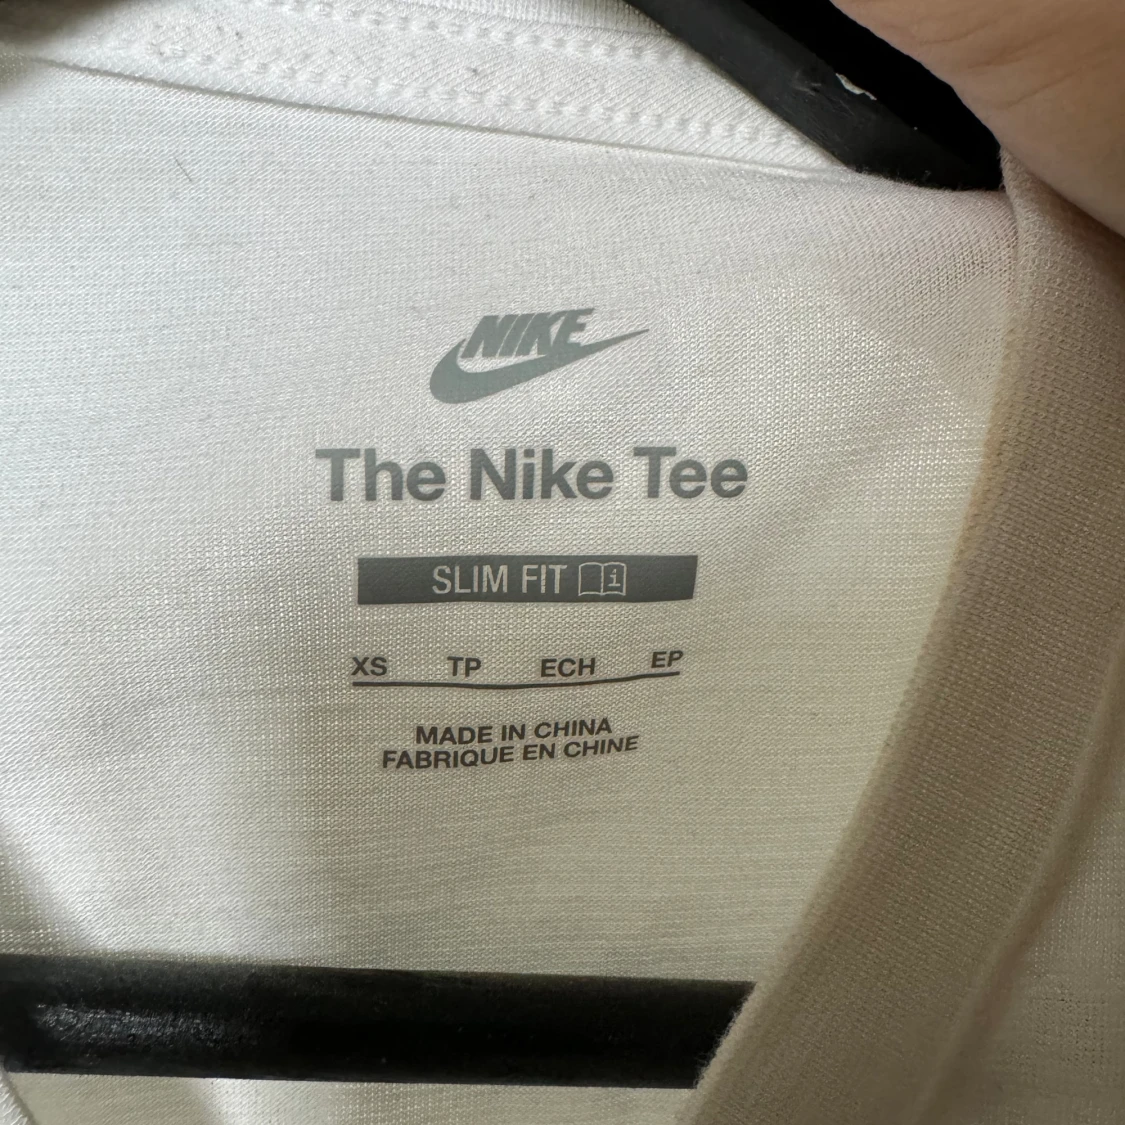 NIKE
The Nike Tee
SLIM FIT i
XS TP ECH EP
MADE IN CHINA
FABRIQUE EN CHINE